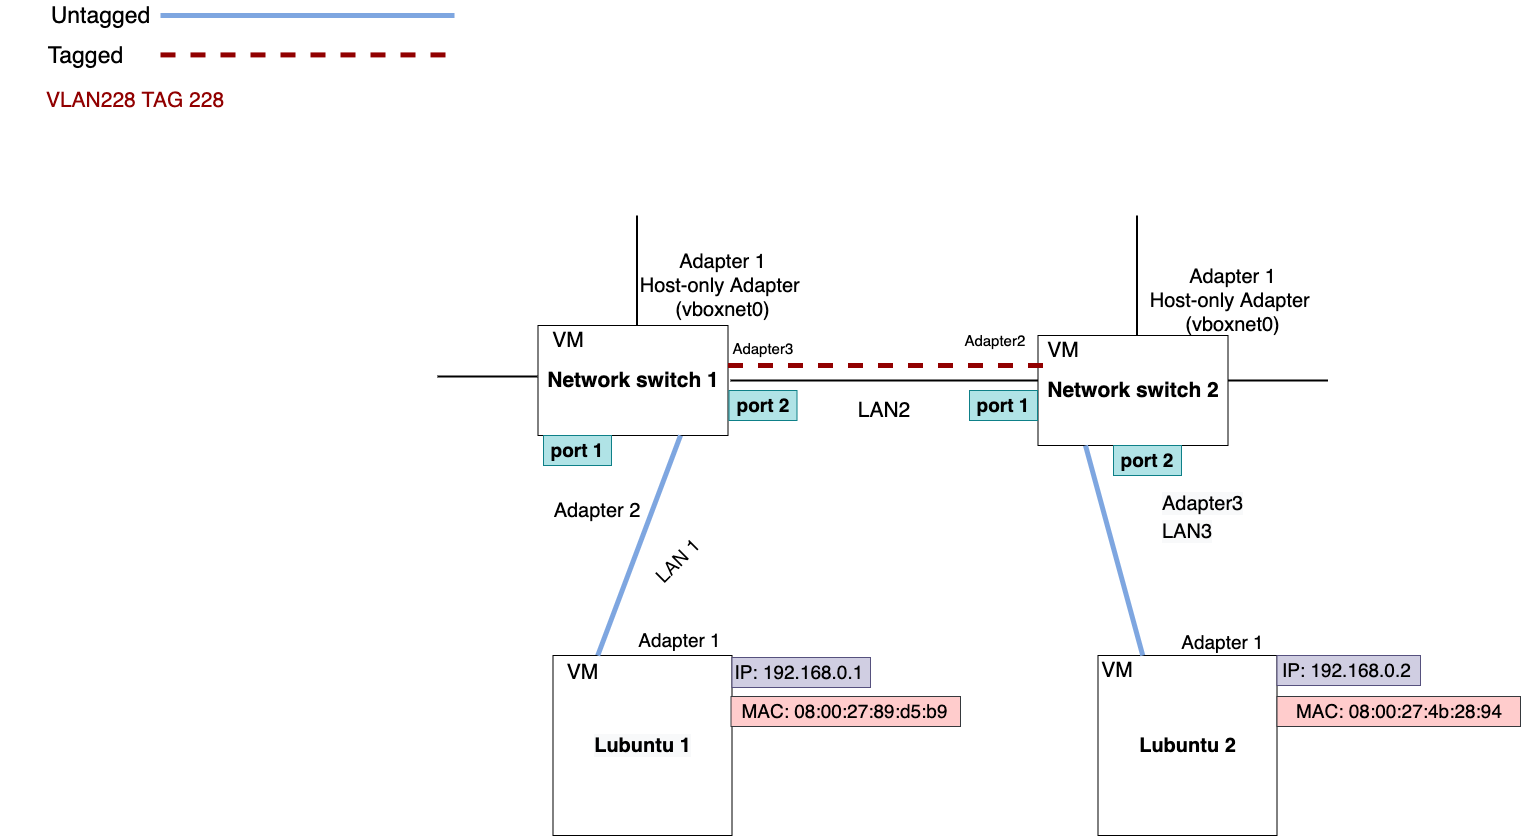 Untagged
Tagged
VLAN228 TAG 228
Adapter 1
Host-only Adapter
(vboxnet0)
Adapter 1
Host-only Adapter
(vboxnet0)
VM
Network switch 1
Adapter3
Adapter2
VM
Network switch 2
port 2
LAN2
port 1
port 1
port 2
Adapter 2
LAN 1
Adapter3
LAN3
Adapter 1
VM
IP: 192.168.0.1
MAC: 08:00:27:89:d5:b9
Lubuntu 1
Adapter 1
VM
IP: 192.168.0.2
MAC: 08:00:27:4b:28:94
Lubuntu 2